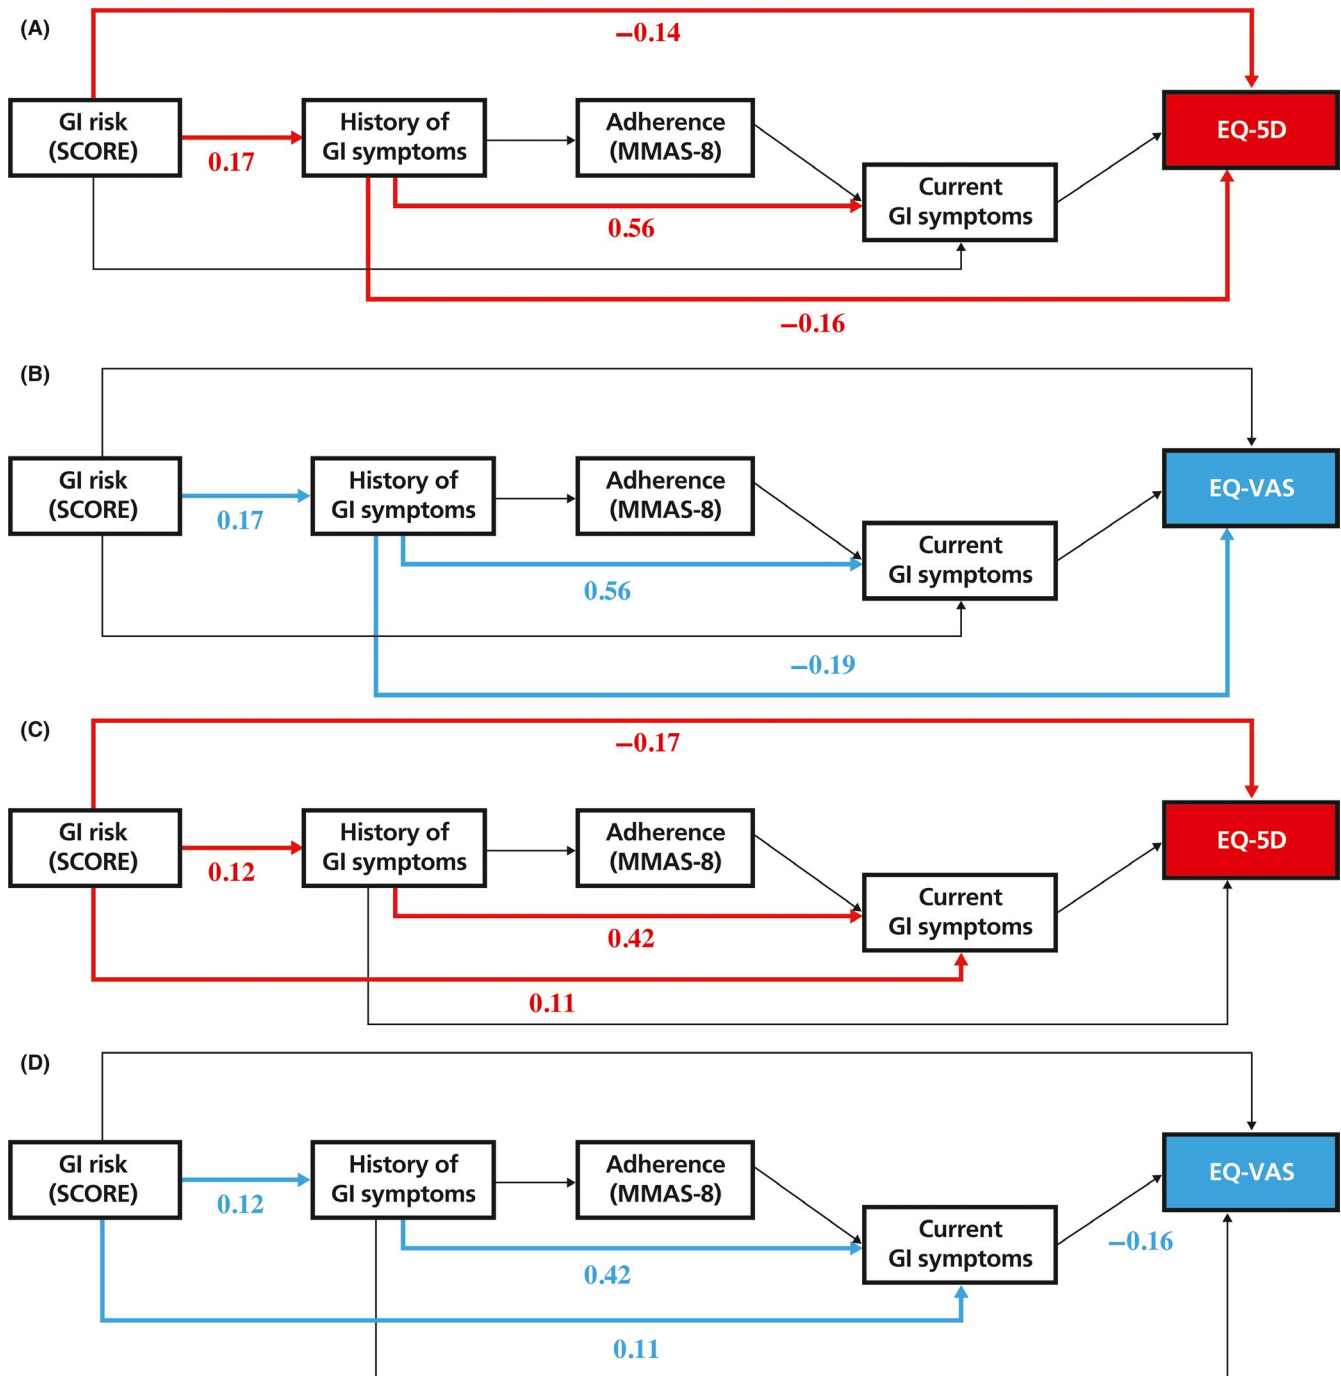 (A)
−0.14
GI risk
(SCORE)
0.17
History of
GI symptoms
Adherence
(MMAS-8)
EQ-5D
Current
GI symptoms
0.56
−0.16
(B)
GI risk
(SCORE)
0.17
History of
GI symptoms
Adherence
(MMAS-8)
EQ-VAS
Current
GI symptoms
0.56
−0.19
(C)
−0.17
GI risk
(SCORE)
0.12
History of
GI symptoms
Adherence
(MMAS-8)
EQ-5D
Current
GI symptoms
0.42
0.11
(D)
GI risk
(SCORE)
0.12
History of
GI symptoms
Adherence
(MMAS-8)
EQ-VAS
Current
GI symptoms
−0.16
0.42
0.11